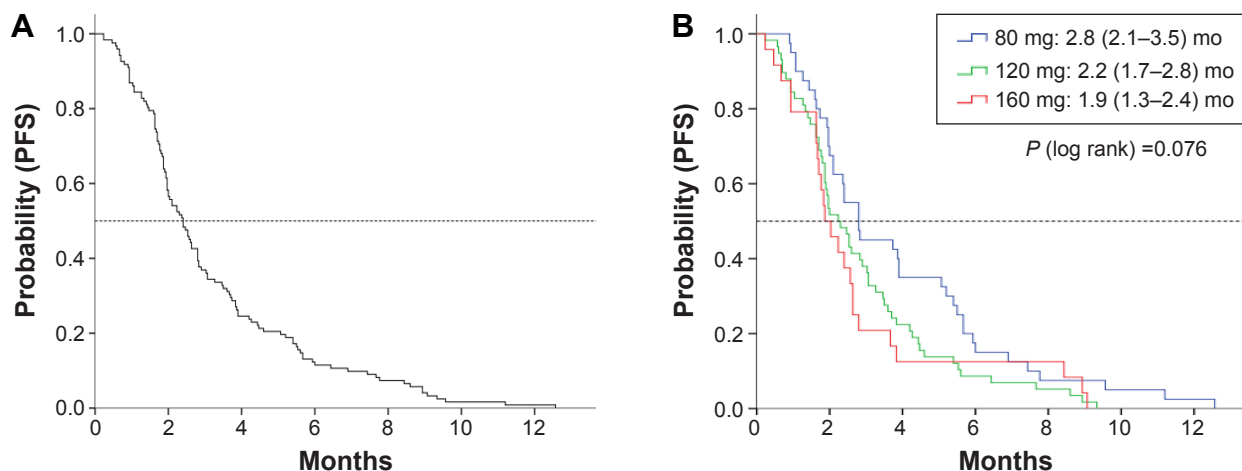 A
Probability (PFS)
1.0
0.8
0.6
0.4
0.2
0.0
0 2 4 6 8 10 12
Months
B
Probability (PFS)
1.0
0.8
0.6
0.4
0.2
0.0
0 2 4 6 8 10 12
Months
80 mg: 2.8 (2.1–3.5) mo
120 mg: 2.2 (1.7–2.8) mo
160 mg: 1.9 (1.3–2.4) mo
P (log rank) =0.076